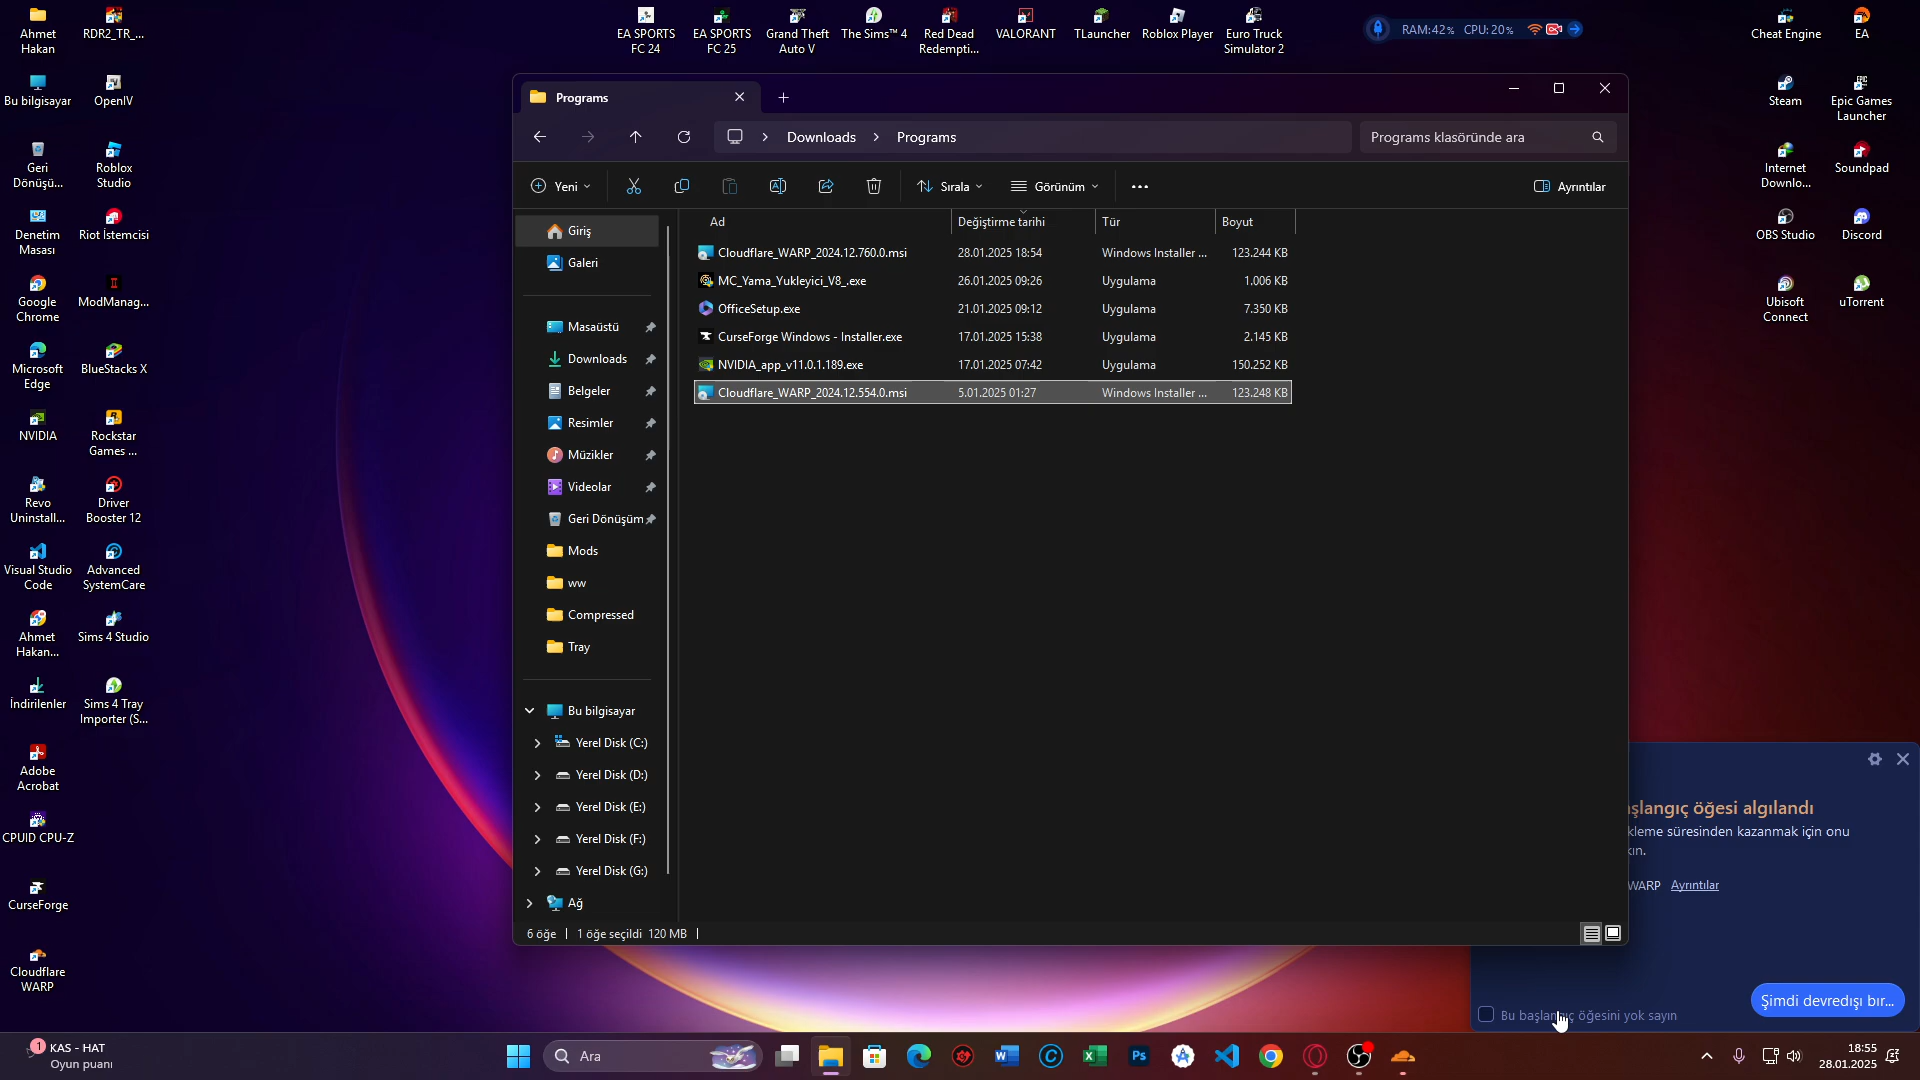 Ahmet
Hakan
RDR2_TR_...
Bu bilgisayar
OpenIV
Geri
Dönüşü...
Roblox
Studio
Denetim
Masası
Riot İstemcisi
Google
Chrome
ModManag...
Microsoft
Edge
BlueStacks X
NVIDIA
Rockstar
Games ...
Revo
Uninstall...
Driver
Booster 12
Visual Studio
Code
Advanced
SystemCare
Ahmet
Hakan...
Sims 4 Studio
İndirilenler
Sims 4 Tray
Importer (S...
Adobe
Acrobat
CPUID CPU-Z
CurseForge
Cloudflare
WARP
EA SPORTS
FC 24
EA SPORTS
FC 25
Grand Theft
Auto V
The Sims™ 4
Red Dead
Redempti...
VALORANT
TLauncher
Roblox Player
Euro Truck
Simulator 2
RAM:42% CPU: 20%
Cheat Engine
EA
Steam
Epic Games
Launcher
Internet
Downlo...
Soundpad
OBS Studio
Discord
Ubisoft
Connect
uTorrent
Programs
Downloads > Programs
Programs klasöründe ara
Yeni
Sırala
Görünüm
Ayrıntılar
Giriş
Galeri
Masaüstü
Downloads
Belgeler
Resimler
Müzikler
Videolar
Geri Dönüşüm
Mods
ww
Compressed
Tray
Bu bilgisayar
Yerel Disk (C:)
Yerel Disk (D:)
Yerel Disk (E:)
Yerel Disk (F:)
Yerel Disk (G:)
Ağ
Ad Değiştirme tarihi Tür Boyut
Cloudflare_WARP_2024.12.760.0.msi 28.01.2025 18:54 Windows Installer ... 123.244 KB
MC_Yama_Yukleyici_V8_.exe 26.01.2025 09:26 Uygulama 1.006 KB
OfficeSetup.exe 21.01.2025 09:12 Uygulama 7.350 KB
CurseForge Windows - Installer.exe 17.01.2025 15:38 Uygulama 2.145 KB
NVIDIA_app_v11.0.1.189.exe 17.01.2025 07:42 Uygulama 150.252 KB
Cloudflare_WARP_2024.12.554.0.msi 5.01.2025 01:27 Windows Installer ... 123.248 KB
6 öğe 1 öğe seçildi 120 MB
şlangıç öğesi algılandı
kleme süresinden kazanmak için onu
kın.
WARP Ayrıntılar
Bu başlangıç öğesini yok sayın
Şimdi devredışı bır...
1
KAS - HAT
Oyun puanı
Ara
18:55
28.01.2025